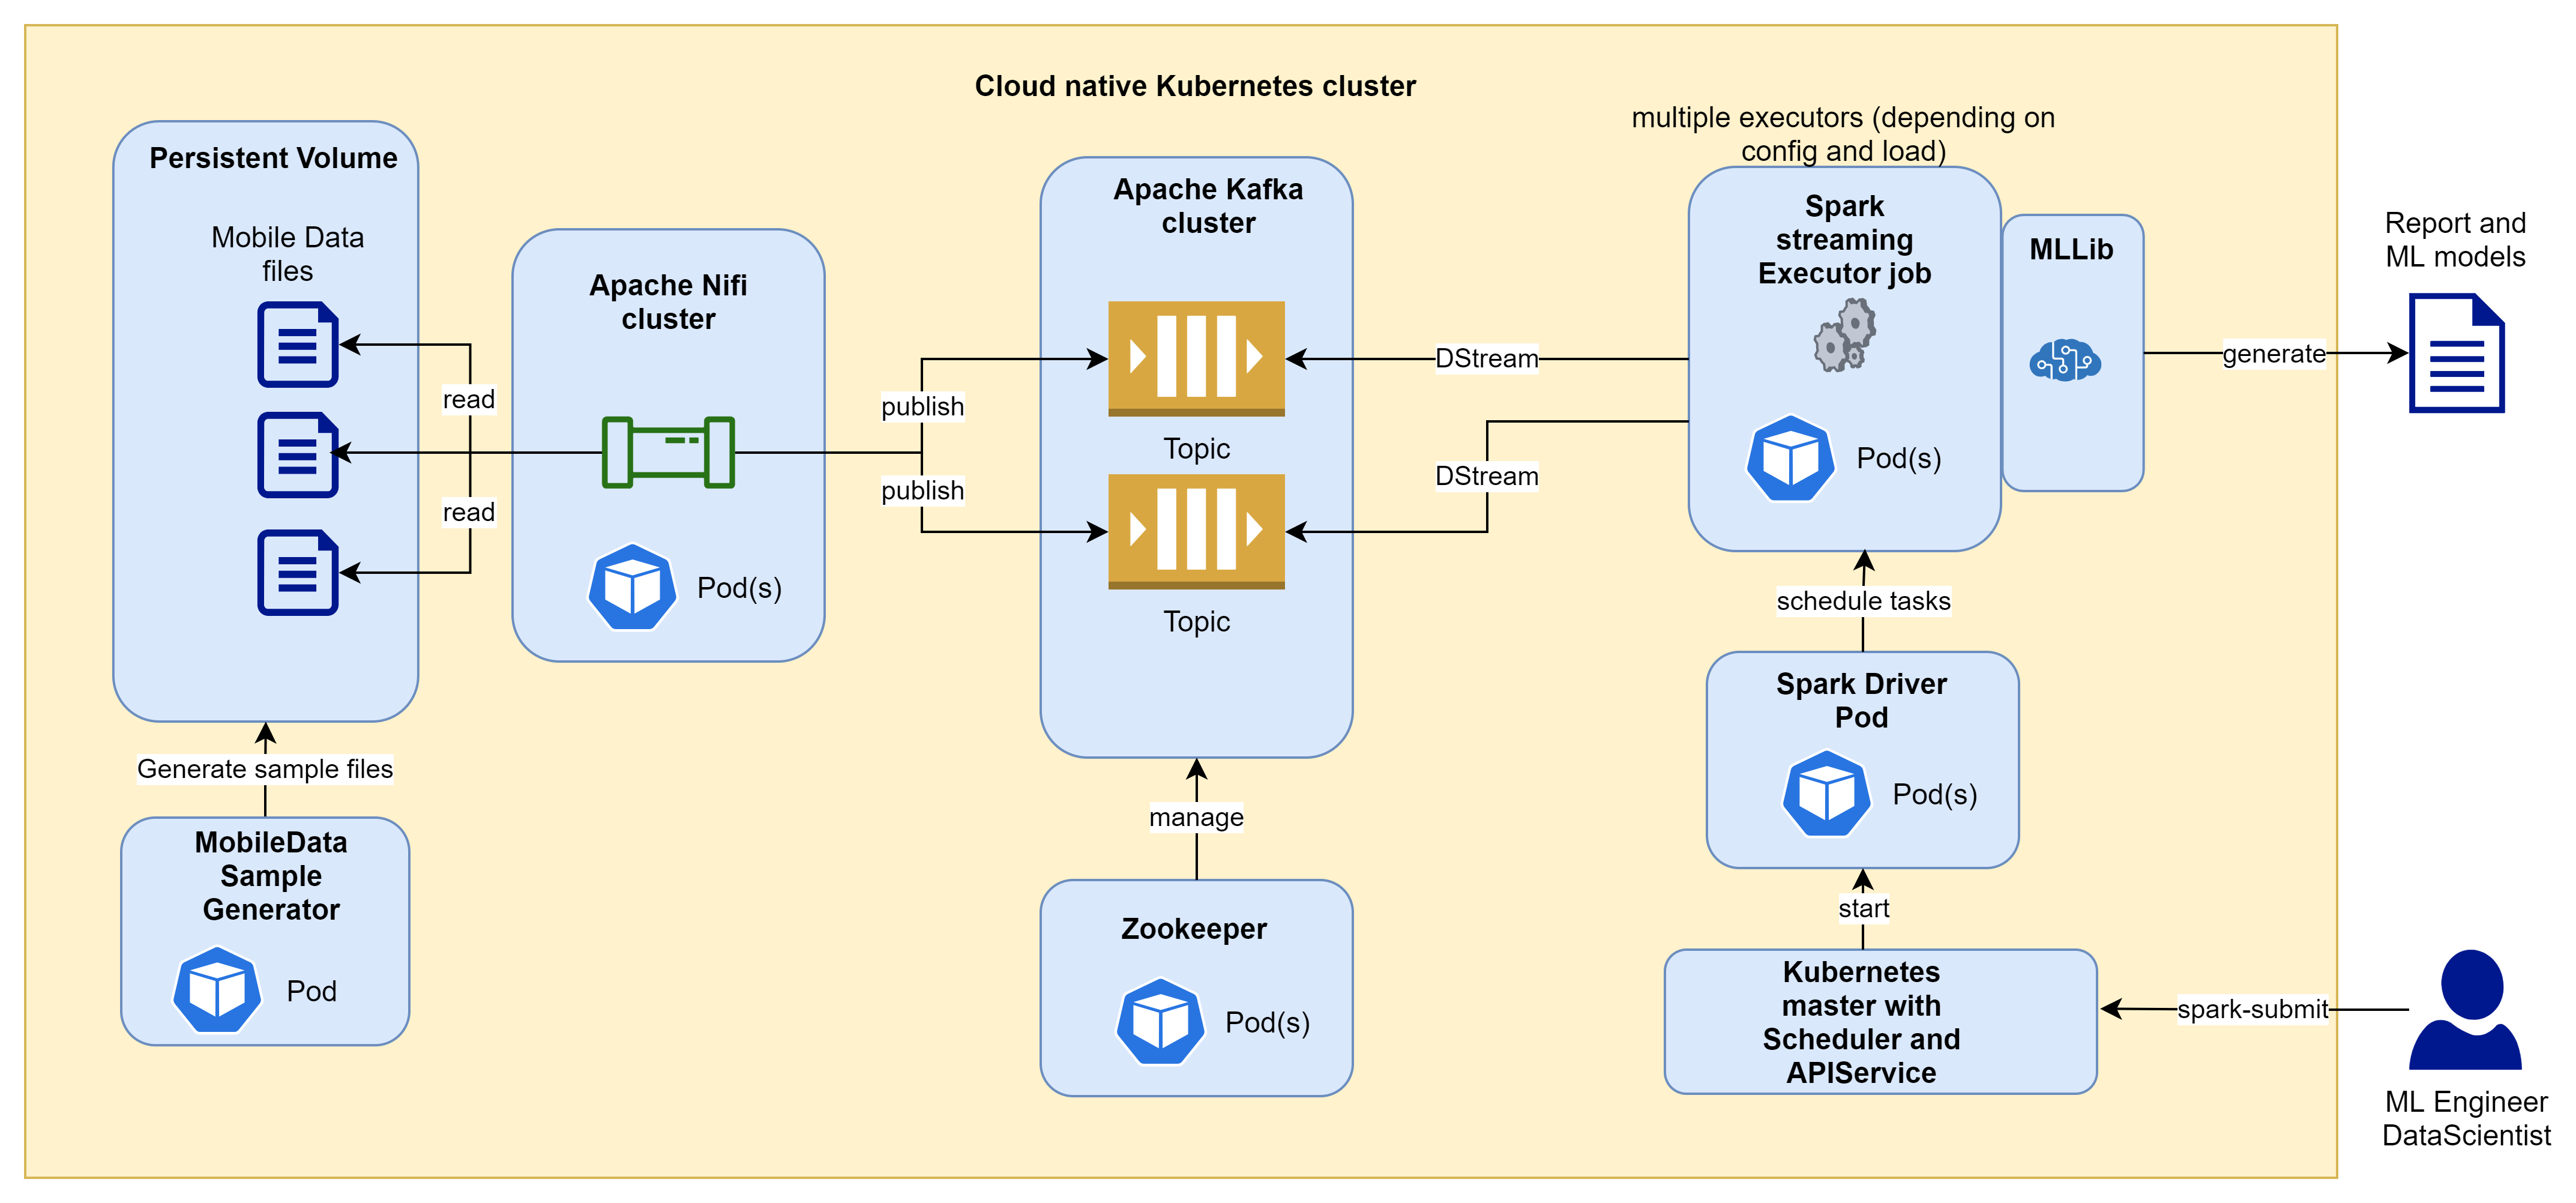 Cloud native Kubernetes cluster
Persistent Volume
Mobile Data
files
read
read
Generate sample files
MobileData
Sample
Generator
Pod
Apache Nifi
cluster
Pod(s)
publish
publish
Apache Kafka
cluster
Topic
Topic
manage
Zookeeper
Pod(s)
DStream
DStream
multiple executors (depending on
config and load)
Spark
streaming
Executor job
Pod(s)
MLLib
generate
Report and
ML models
schedule tasks
Spark Driver
Pod
Pod(s)
start
Kubernetes
master with
Scheduler and
APIService
spark-submit
ML Engineer
DataScientist